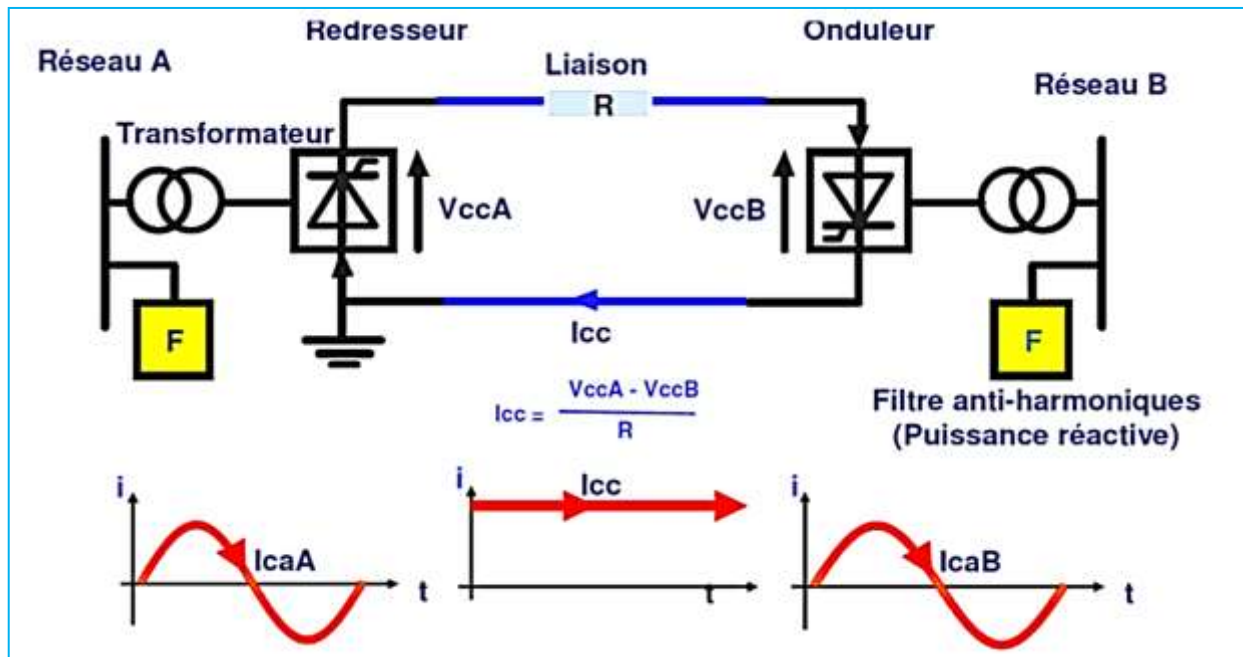 Redresseur
Onduleur
Réseau A
Liaison
Réseau B
R
Transformateur
VccA
VccB
F
Icc
F
Icc = VccA - VccB
R
Filtre anti-harmoniques
(Puissance réactive)
i
IcaA
t
i
Icc
t
i
IcaB
t